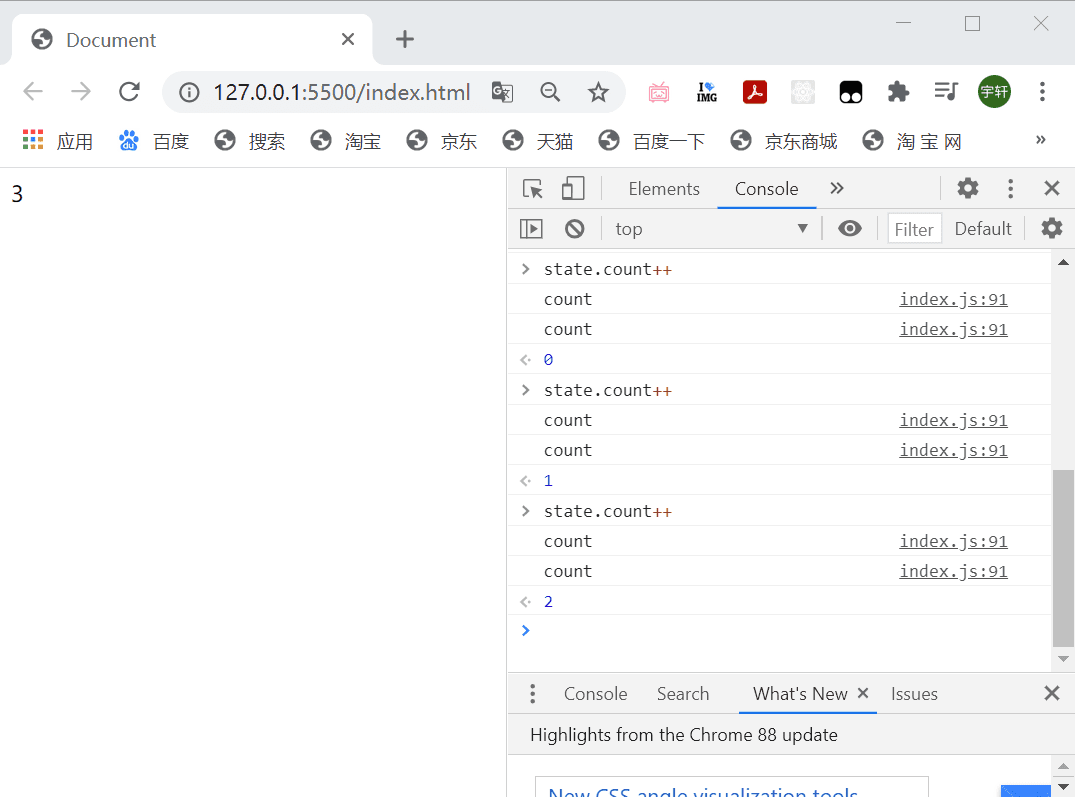 Document
127.0.0.1:5500/index.html
I IMG
宇轩
应用 百度 搜索 淘宝 京东 天猫 百度一下 京东商城 淘 宝 网 »
3
Elements Console »
top Filter Default
> state.count++
count index.js:91
count index.js:91
0
> state.count++
count index.js:91
count index.js:91
1
> state.count++
count index.js:91
count index.js:91
2
>
Console Search What's New Issues
Highlights from the Chrome 88 update
New CSS angle visualization tools